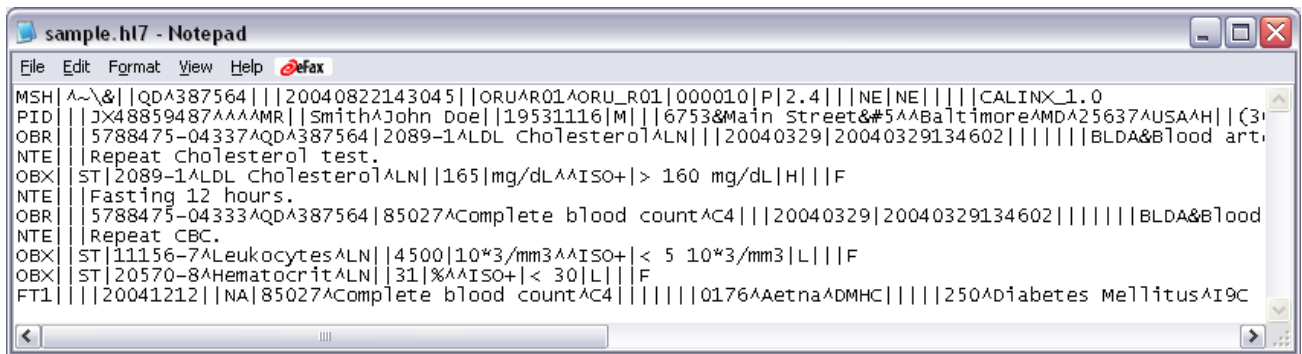 sample.hl7 - Notepad
File Edit Format View Help eFax
MSH|^~\&||QD^387564|||20040822143045||ORU^R01^ORU_R01|000010|P|2.4|||NE|NE|||||CALINX_1.0
PID|||JX48859487^^^^MR||Smith^John Doe||19531116|M|||6753&Main Street&#5^^Baltimore^MD^25637^USA^H||(3
OBR|||5788475-04337^QD^387564|2089-1^LDL Cholesterol^LN|||20040329|20040329134602|||||||BLDA&Blood art
NTE|||Repeat Cholesterol test.
OBX||ST|2089-1^LDL Cholesterol^LN||165|mg/dL^^ISO+|> 160 mg/dL|H|||F
NTE|||Fasting 12 hours.
OBR|||5788475-04333^QD^387564|85027^Complete blood count^C4|||20040329|20040329134602|||||||BLDA&Blood
NTE|||Repeat CBC.
OBX||ST|11156-7^Leukocytes^LN||4500|10*3/mm3^^ISO+|< 5 10*3/mm3|L|||F
OBX||ST|20570-8^Hematocrit^LN||31|%^^ISO+|< 30|L|||F
FT1||||20041212||NA|85027^Complete blood count^C4|||||||0176^Aetna^DMHC|||||250^Diabetes Mellitus^I9C